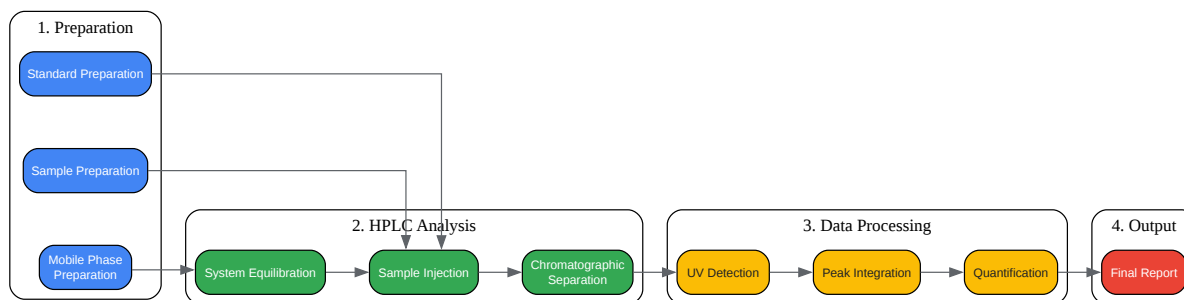 1. Preparation
Standard Preparation
Sample Preparation
Mobile Phase
Preparation
2. HPLC Analysis
System Equilibration
Sample Injection
Chromatographic
Separation
3. Data Processing
UV Detection
Peak Integration
Quantification
4. Output
Final Report